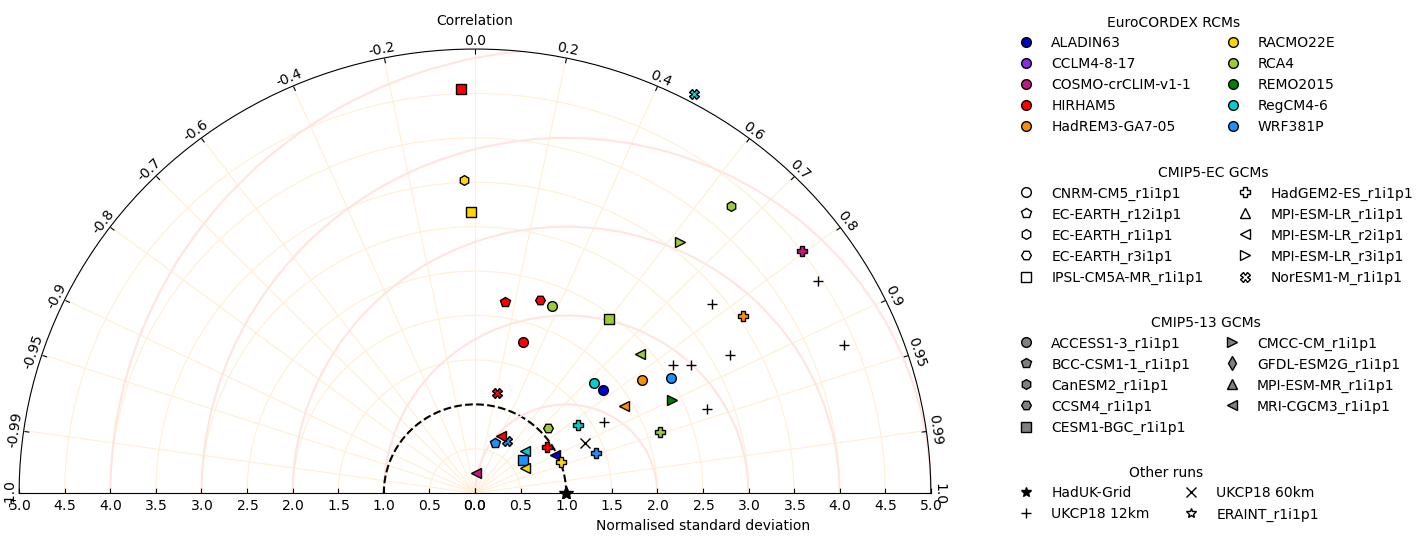 Correlation
0.0
-0.2
0.2
-0.4
0.4
-0.6
0.6
-0.7
0.7
-0.8
0.8
-0.9
0.9
-0.95
0.95
-0.99
0.99
-1.0
1.0
5.0 4.5 4.0 3.5 3.0 2.5 2.0 1.5 1.0 0.5 0.0 0.5 1.0 1.5 2.0 2.5 3.0 3.5 4.0 4.5 5.0
Normalised standard deviation
EuroCORDEX RCMs
ALADIN63 RACMO22E
CCLM4-8-17 RCA4
COSMO-crCLIM-v1-1 REMO2015
HIRHAM5 RegCM4-6
HadREM3-GA7-05 WRF381P
CMIP5-EC GCMs
CNRM-CM5_r1i1p1 HadGEM2-ES_r1i1p1
EC-EARTH_r12i1p1 MPI-ESM-LR_r1i1p1
EC-EARTH_r1i1p1 MPI-ESM-LR_r2i1p1
EC-EARTH_r3i1p1 MPI-ESM-LR_r3i1p1
IPSL-CM5A-MR_r1i1p1 NorESM1-M_r1i1p1
CMIP5-13 GCMs
ACCESS1-3_r1i1p1 CMCC-CM_r1i1p1
BCC-CSM1-1_r1i1p1 GFDL-ESM2G_r1i1p1
CanESM2_r1i1p1 MPI-ESM-MR_r1i1p1
CCSM4_r1i1p1 MRI-CGCM3_r1i1p1
CESM1-BGC_r1i1p1
Other runs
HadUK-Grid UKCP18 60km
UKCP18 12km ERAINT_r1i1p1